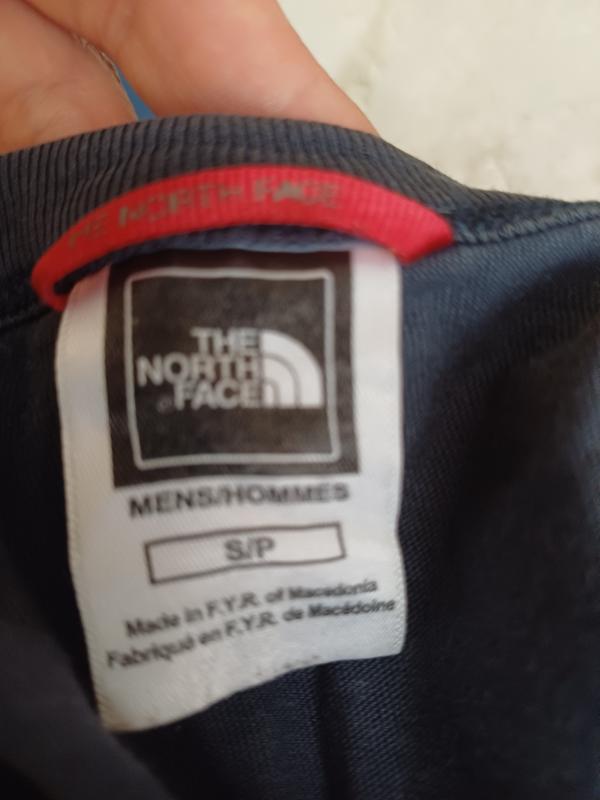 THE NORTH FACE
THE
NORTH
FACE
MENS/HOMMES
S/P
Made in F.Y.R. of Macedonia
Fabriqué en F.Y.R. de Macédoine